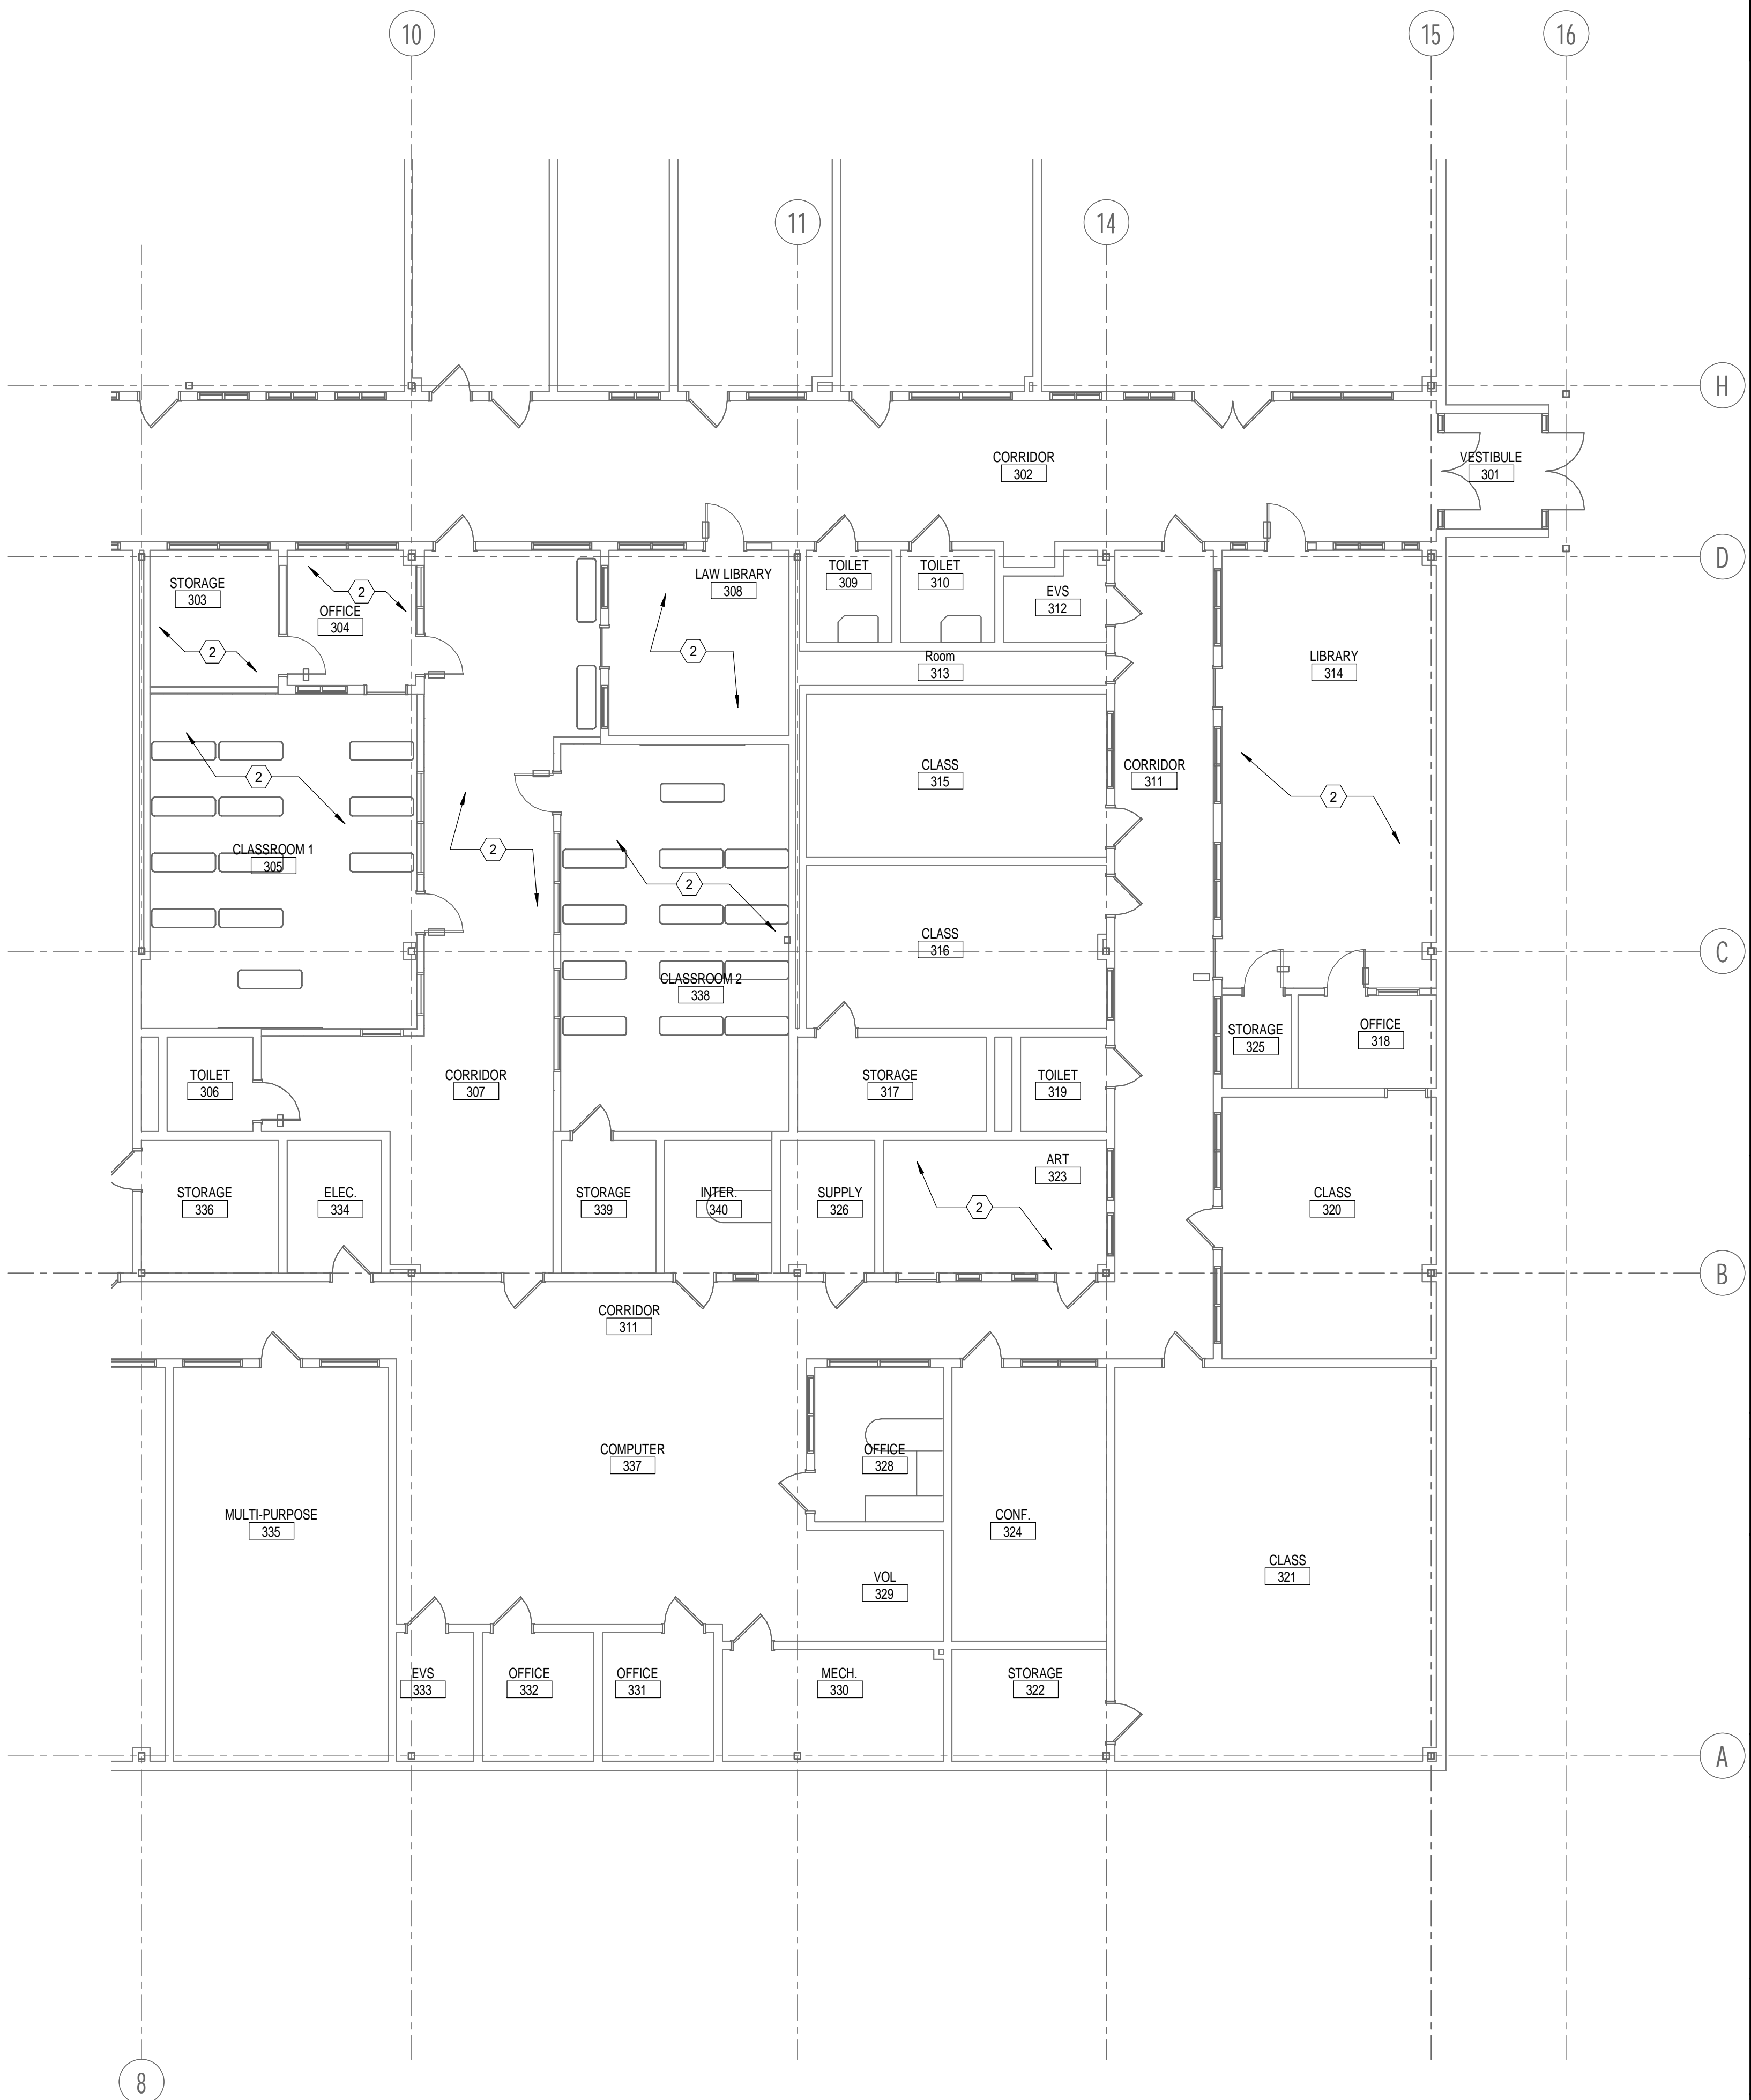 10
15
16
11
14
H
CORRIDOR
302
VESTIBULE
301
D
STORAGE
303
2
OFFICE
304
2
LAW LIBRARY
308
2
TOILET
309
TOILET
310
EVS
312
Room
313
LIBRARY
314
2
CLASSROOM 1
305
2
CORRIDOR
307
2
CLASSROOM 2
338
2
CLASS
315
CORRIDOR
311
CLASS
316
C
STORAGE
325
OFFICE
318
TOILET
306
STORAGE
317
TOILET
319
STORAGE
336
ELEC.
334
STORAGE
339
INTER.
340
SUPPLY
326
ART
323
2
CLASS
320
B
CORRIDOR
311
COMPUTER
337
OFFICE
328
MULTI-PURPOSE
335
CONF.
324
CLASS
321
VOL
329
EVS
333
OFFICE
332
OFFICE
331
MECH.
330
STORAGE
322
A
8